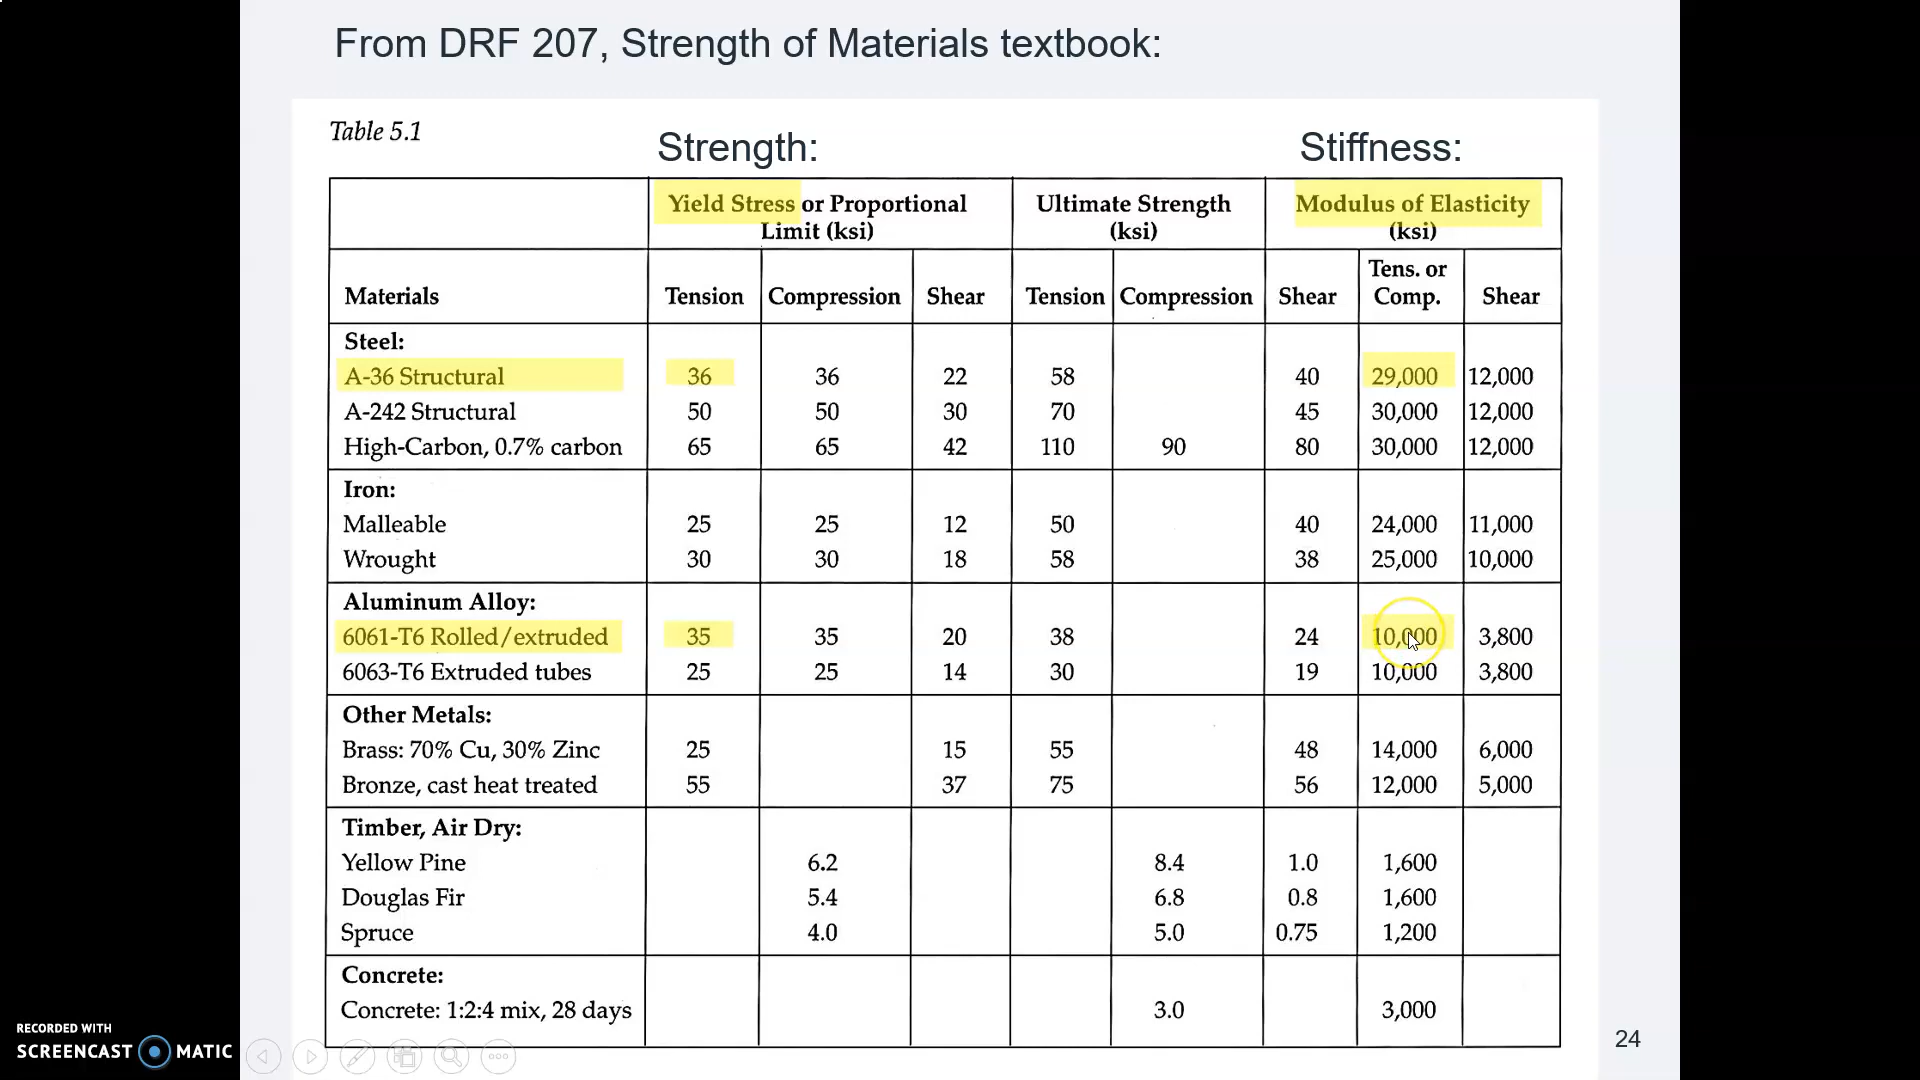 From DRF 207, Strength of Materials textbook:
Table 5.1
Strength:
Stiffness:
Yield Stress or Proportional Limit (ksi)
Ultimate Strength (ksi)
Modulus of Elasticity (ksi)
Materials Tension Compression Shear Tension Compression Shear Tens. or Comp. Shear
Steel:
A-36 Structural 36 36 22 58 40 29,000 12,000
A-242 Structural 50 50 30 70 45 30,000 12,000
High-Carbon, 0.7% carbon 65 65 42 110 90 80 30,000 12,000
Iron:
Malleable 25 25 12 50 40 24,000 11,000
Wrought 30 30 18 58 38 25,000 10,000
Aluminum Alloy:
6061-T6 Rolled/extruded 35 35 20 38 24 10,000 3,800
6063-T6 Extruded tubes 25 25 14 30 19 10,000 3,800
Other Metals:
Brass: 70% Cu, 30% Zinc 25 15 55 48 14,000 6,000
Bronze, cast heat treated 55 37 75 56 12,000 5,000
Timber, Air Dry:
Yellow Pine 6.2 8.4 1.0 1,600
Douglas Fir 5.4 6.8 0.8 1,600
Spruce 4.0 5.0 0.75 1,200
Concrete:
Concrete: 1:2:4 mix, 28 days 3.0 3,000
24
RECORDED WITH
SCREENCAST MATIC